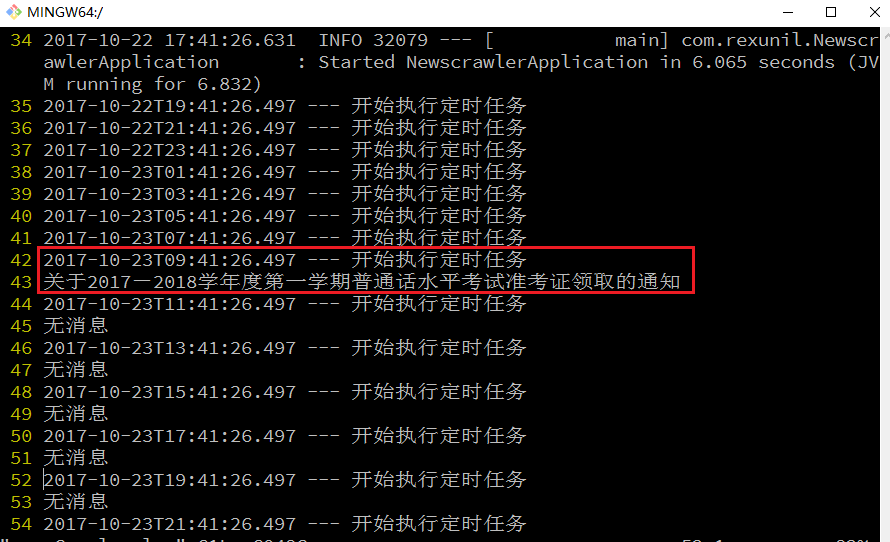 MINGW64:/
34 2017-10-22 17:41:26.631  INFO 32079 --- [           main] com.rexunil.Newscr
awlerApplication       : Started NewscrawlerApplication in 6.065 seconds (JV
M running for 6.832)
35 2017-10-22T19:41:26.497 --- 开始执行定时任务
36 2017-10-22T21:41:26.497 --- 开始执行定时任务
37 2017-10-22T23:41:26.497 --- 开始执行定时任务
38 2017-10-23T01:41:26.497 --- 开始执行定时任务
39 2017-10-23T03:41:26.497 --- 开始执行定时任务
40 2017-10-23T05:41:26.497 --- 开始执行定时任务
41 2017-10-23T07:41:26.497 --- 开始执行定时任务
42 2017-10-23T09:41:26.497 --- 开始执行定时任务
43 关于2017－2018学年度第一学期普通话水平考试准考证领取的通知
44 2017-10-23T11:41:26.497 --- 开始执行定时任务
45 无消息
46 2017-10-23T13:41:26.497 --- 开始执行定时任务
47 无消息
48 2017-10-23T15:41:26.497 --- 开始执行定时任务
49 无消息
50 2017-10-23T17:41:26.497 --- 开始执行定时任务
51 无消息
52 2017-10-23T19:41:26.497 --- 开始执行定时任务
53 无消息
54 2017-10-23T21:41:26.497 --- 开始执行定时任务